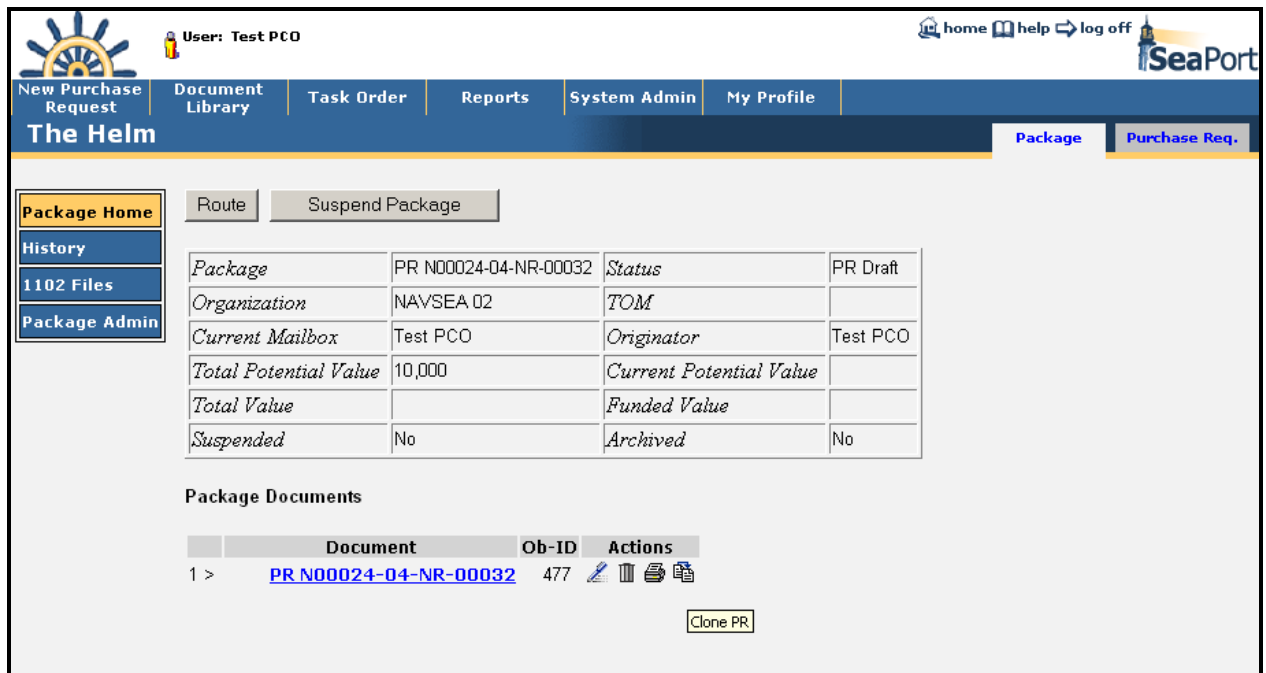 User: Test PCO
home help log off
SeaPort
New Purchase Request Document Library Task Order Reports System Admin My Profile
The Helm
Package Purchase Req.
Package Home
History
1102 Files
Package Admin
Route Suspend Package
Package PR N00024-04-NR-00032 Status PR Draft
Organization NAVSEA 02 TOM
Current Mailbox Test PCO Originator Test PCO
Total Potential Value 10,000 Current Potential Value
Total Value Funded Value
Suspended No Archived No
Package Documents
Document Ob-ID Actions
1 > PR N00024-04-NR-00032 477
Clone PR